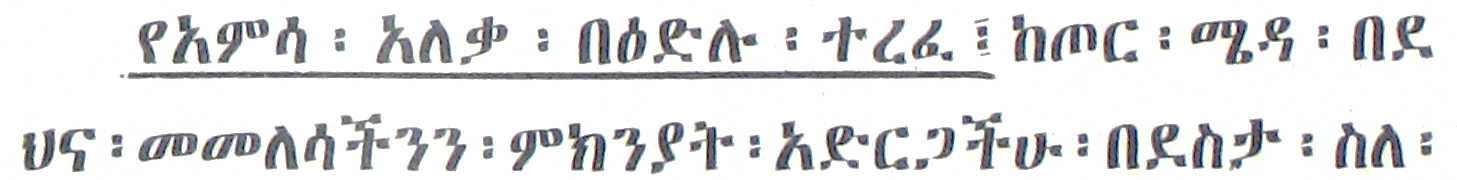 የአምሳ ፡ አለቃ ፡ በዕድሉ ፡ ተረፈ ፤ ከጦር ፡ ሜዳ ፡ በደ
ህና ፡ መመለሳችንን ፡ ምክንያት ፡ አድርጋችሁ ፡ በደስታ ፡ ስለ ፡